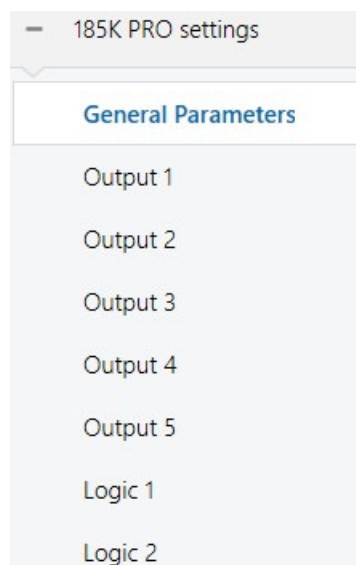 185K PRO settings
General Parameters
Output 1
Output 2
Output 3
Output 4
Output 5
Logic 1
Logic 2